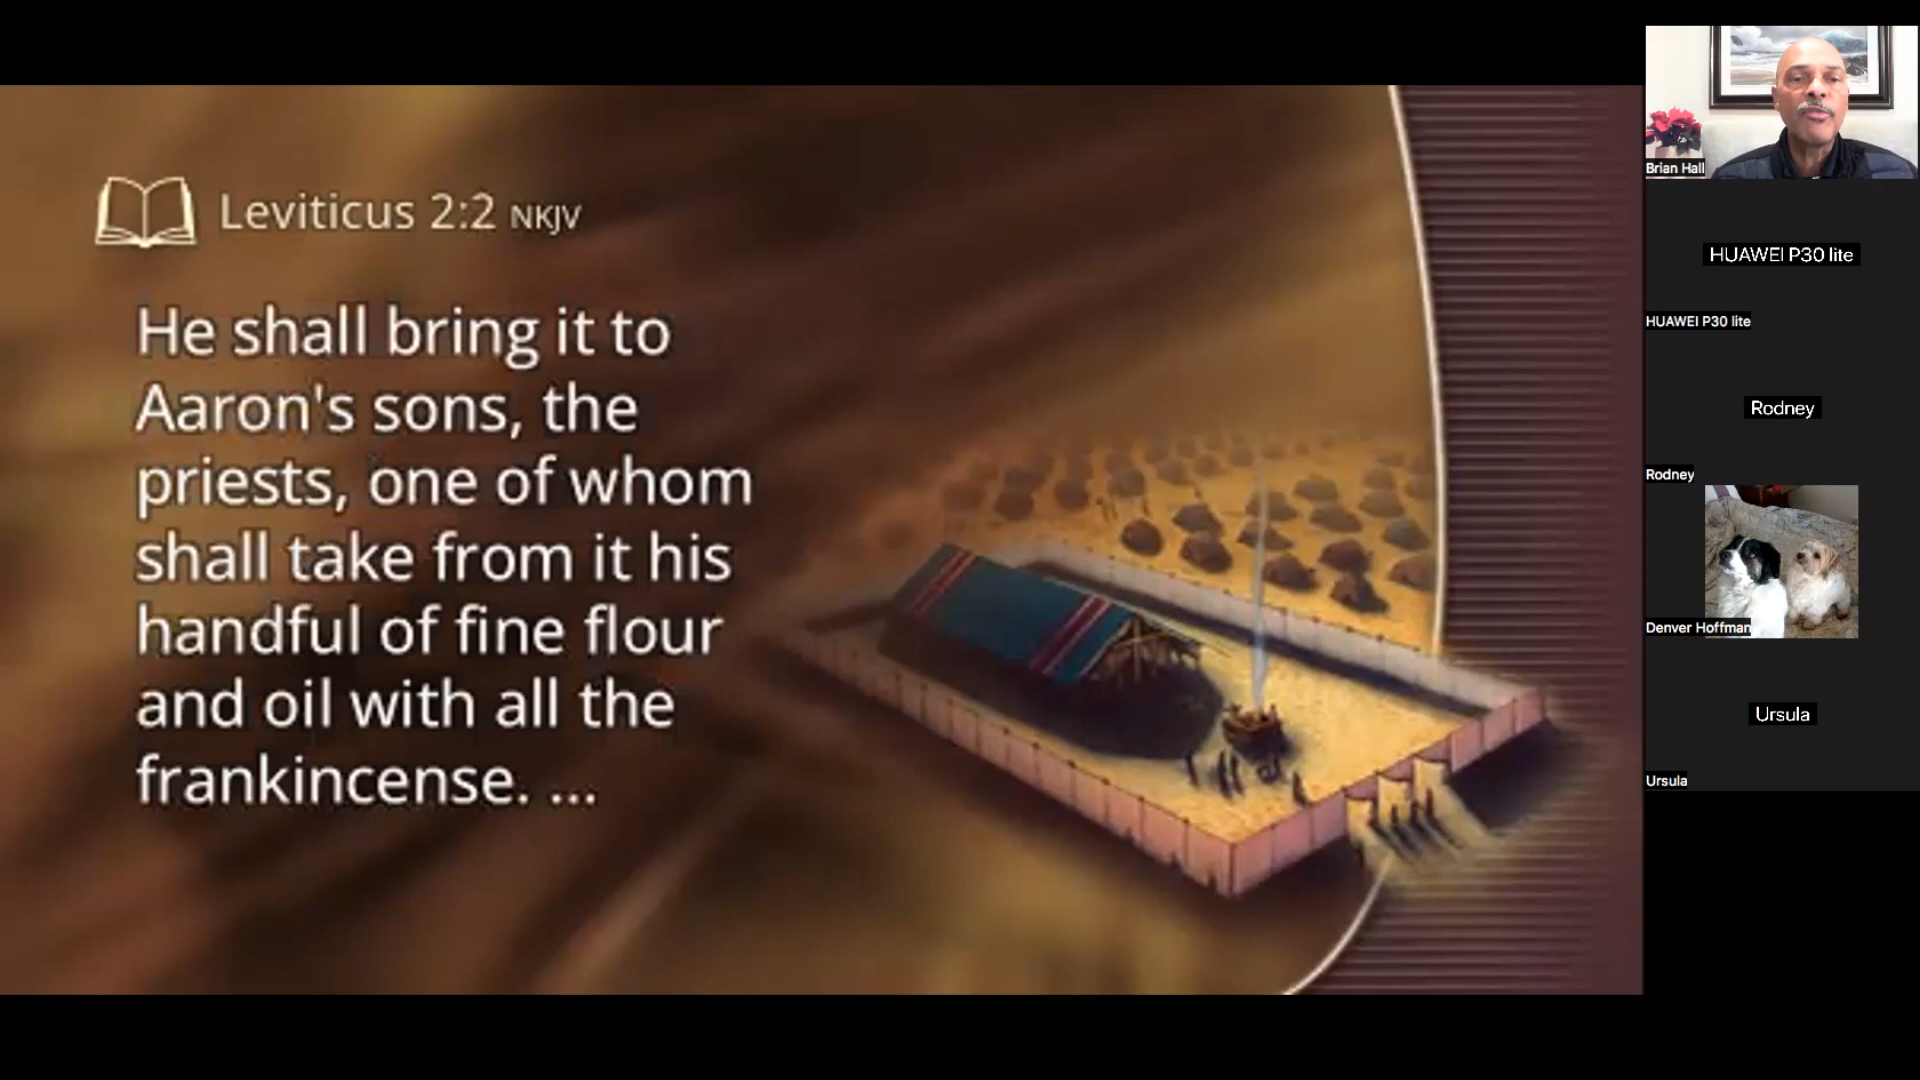 Leviticus 2:2 NKJV
He shall bring it to
Aaron's sons, the
priests, one of whom
shall take from it his
handful of fine flour
and oil with all the
frankincense. ...
Brian Hall
HUAWEI P30 lite
HUAWEI P30 lite
Rodney
Rodney
Denver Hoffman
Ursula
Ursula